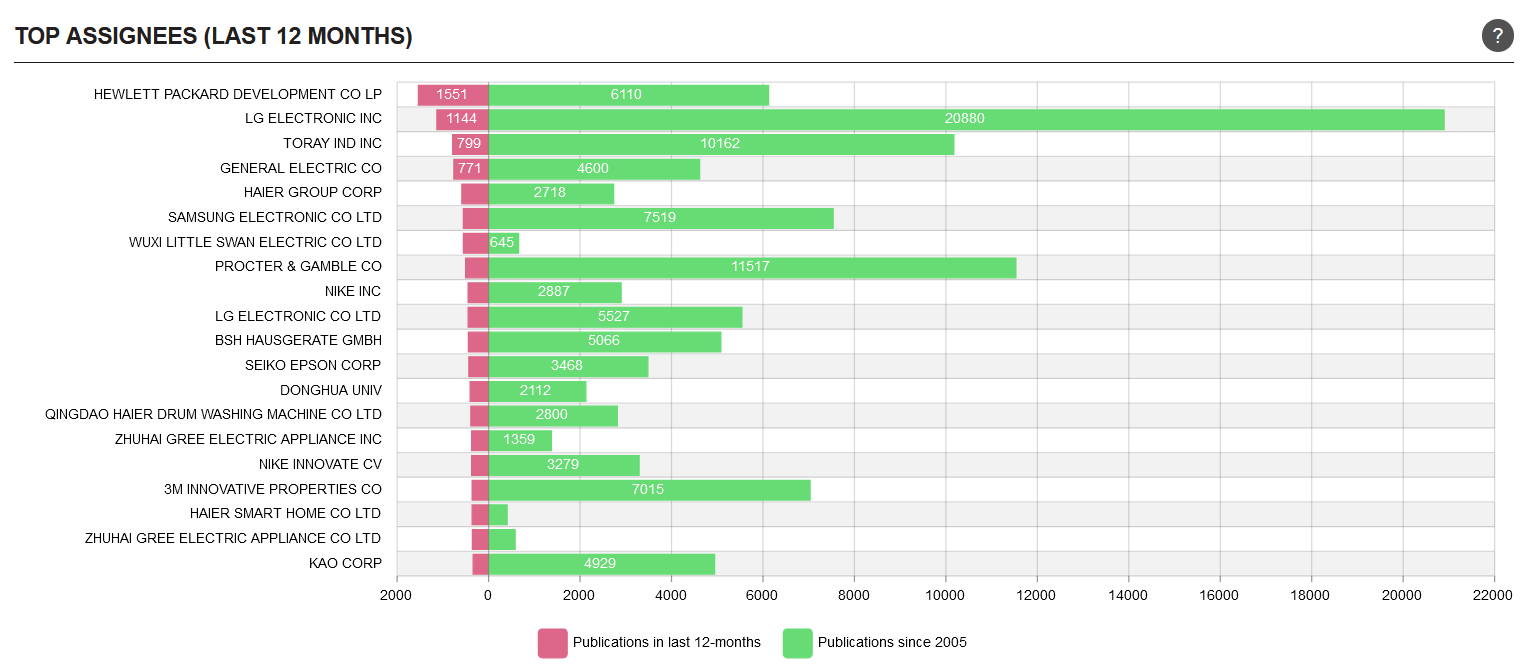 TOP ASSIGNEES (LAST 12 MONTHS)
?
HEWLETT PACKARD DEVELOPMENT CO LP 1551 6110
LG ELECTRONIC INC 1144 20880
TORAY IND INC 799 10162
GENERAL ELECTRIC CO 771 4600
HAIER GROUP CORP 2718
SAMSUNG ELECTRONIC CO LTD 7519
WUXI LITTLE SWAN ELECTRIC CO LTD 645
PROCTER & GAMBLE CO 11517
NIKE INC 2887
LG ELECTRONIC CO LTD 5527
BSH HAUSGERATE GMBH 5066
SEIKO EPSON CORP 3468
DONGHUA UNIV 2112
QINGDAO HAIER DRUM WASHING MACHINE CO LTD 2800
ZHUHAI GREE ELECTRIC APPLIANCE INC 1359
NIKE INNOVATE CV 3279
3M INNOVATIVE PROPERTIES CO 7015
HAIER SMART HOME CO LTD
ZHUHAI GREE ELECTRIC APPLIANCE CO LTD
KAO CORP 4929
2000 0 2000 4000 6000 8000 10000 12000 14000 16000 18000 20000 22000
Publications in last 12-months Publications since 2005